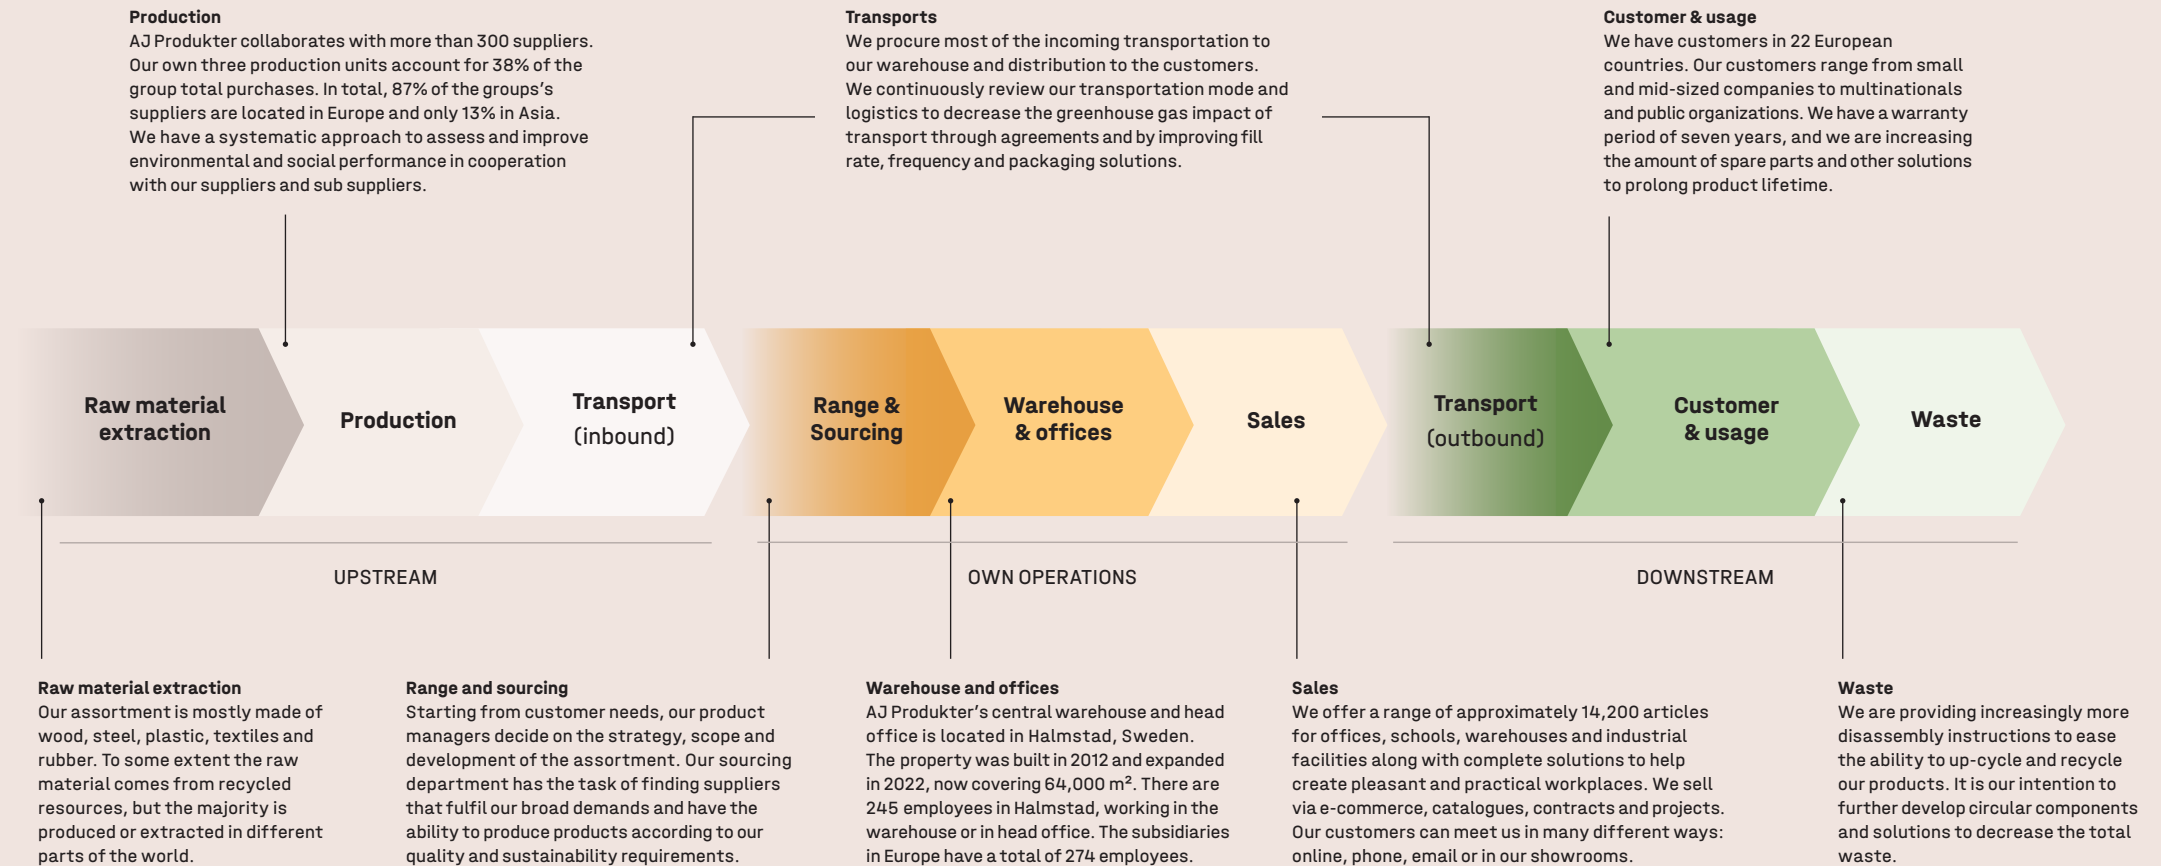 Production
AJ Produkter collaborates with more than 300 suppliers.
Our own three production units account for 38% of the
group total purchases. In total, 87% of the groups's
suppliers are located in Europe and only 13% in Asia.
We have a systematic approach to assess and improve
environmental and social performance in cooperation
with our suppliers and sub suppliers.
Transports
We procure most of the incoming transportation to
our warehouse and distribution to the customers.
We continuously review our transportation mode and
logistics to decrease the greenhouse gas impact of
transport through agreements and by improving fill
rate, frequency and packaging solutions.
Customer & usage
We have customers in 22 European
countries. Our customers range from small
and mid-sized companies to multinationals
and public organizations. We have a warranty
period of seven years, and we are increasing
the amount of spare parts and other solutions
to prolong product lifetime.
Raw material
extraction
Production
Transport
(inbound)
Range &
Sourcing
Warehouse
& offices
Sales
Transport
(outbound)
Customer
& usage
Waste
UPSTREAM
OWN OPERATIONS
DOWNSTREAM
Raw material extraction
Our assortment is mostly made of
wood, steel, plastic, textiles and
rubber. To some extent the raw
material comes from recycled
resources, but the majority is
produced or extracted in different
parts of the world.
Range and sourcing
Starting from customer needs, our product
managers decide on the strategy, scope and
development of the assortment. Our sourcing
department has the task of finding suppliers
that fulfil our broad demands and have the
ability to produce products according to our
quality and sustainability requirements.
Warehouse and offices
AJ Produkter's central warehouse and head
office is located in Halmstad, Sweden.
The property was built in 2012 and expanded
in 2022, now covering 64,000 m². There are
245 employees in Halmstad, working in the
warehouse or in head office. The subsidiaries
in Europe have a total of 274 employees.
Sales
We offer a range of approximately 14,200 articles
for offices, schools, warehouses and industrial
facilities along with complete solutions to help
create pleasant and practical workplaces. We sell
via e-commerce, catalogues, contracts and projects.
Our customers can meet us in many different ways:
online, phone, email or in our showrooms.
Waste
We are providing increasingly more
disassembly instructions to ease
the ability to up-cycle and recycle
our products. It is our intention to
further develop circular components
and solutions to decrease the total
waste.